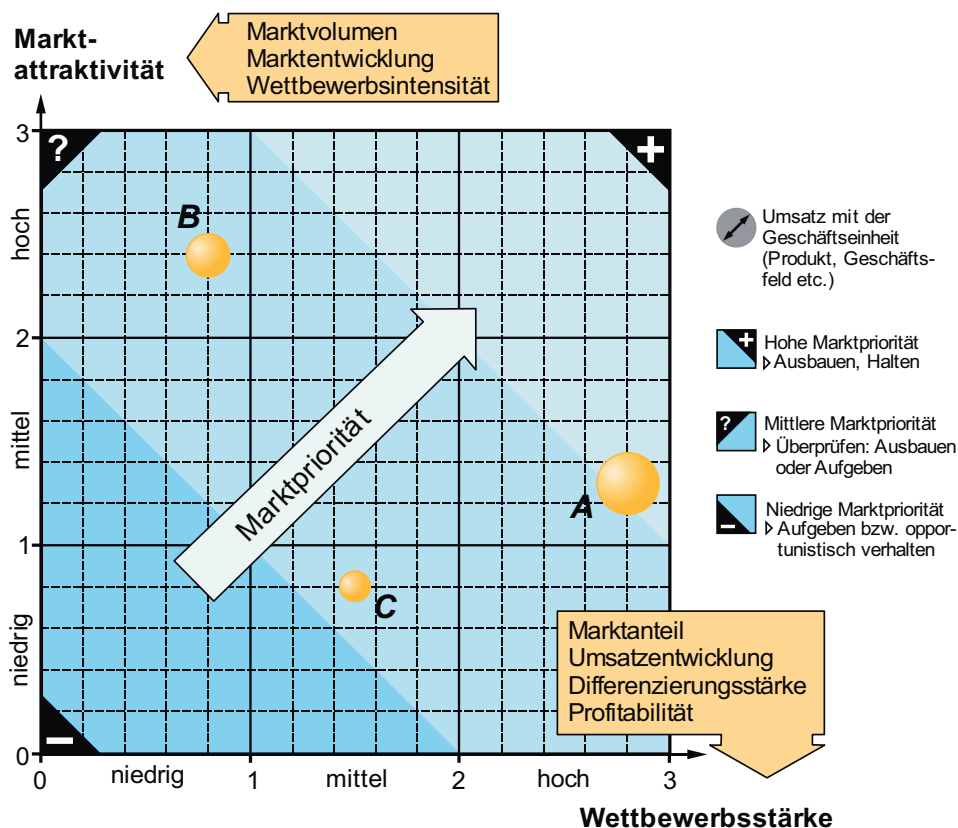 Markt-
attraktivität
Marktvolumen
Marktentwicklung
Wettbewerbsintensität
3
?
+
hoch
B
2
mittel
Marktpriorität
A
1
C
niedrig
0
–
0
niedrig
1
mittel
2
hoch
3
Marktanteil
Umsatzentwicklung
Differenzierungsstärke
Profitabilität
Wettbewerbsstärke
Umsatz mit der
Geschäftseinheit
(Produkt, Geschäfts-
feld etc.)
+
Hohe Marktpriorität
Ausbauen, Halten
?
Mittlere Marktpriorität
Überprüfen: Ausbauen
oder Aufgeben
–
Niedrige Marktpriorität
Aufgeben bzw. oppor-
tunistisch verhalten